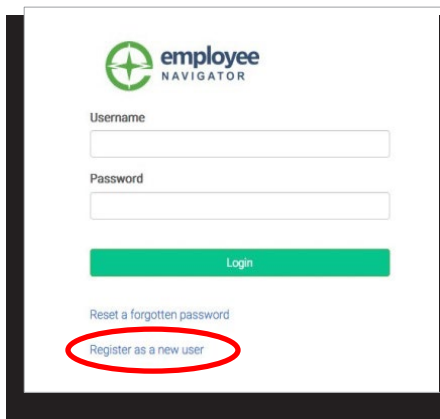 employee
NAVIGATOR
Username
Password
Login
Reset a forgotten password
Register as a new user